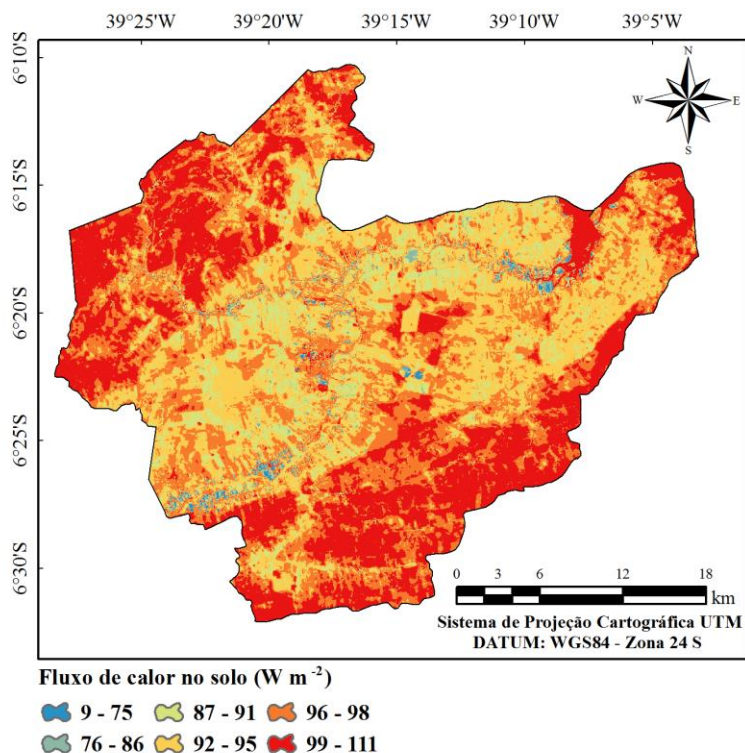 39°25'W 39°20'W 39°15'W 39°10'W 39°5'W
6°10'S
N
W E
S
6°15'S
6°20'S
6°25'S
6°30'S
0 3 6 12 18
km
Sistema de Projeção Cartográfica UTM
DATUM: WGS84 - Zona 24 S
Fluxo de calor no solo (W m⁻²)
9 - 75 87 - 91 96 - 98
76 - 86 92 - 95 99 - 111